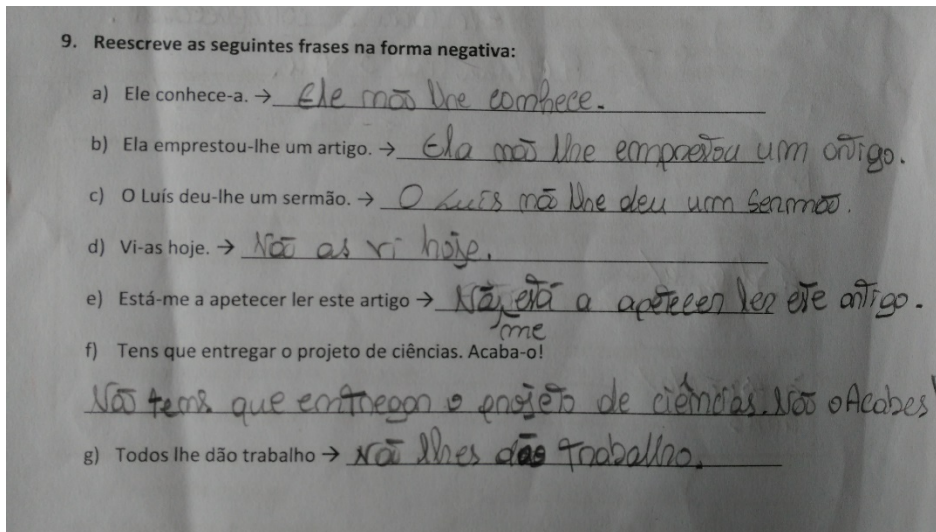 9. Reescreve as seguintes frases na forma negativa:
a) Ele conhece-a. → Ele não lhe conhece.
b) Ela emprestou-lhe um artigo. → Ela não lhe emprestou um artigo.
c) O Luís deu-lhe um sermão. → O Luís não lhe deu um sermão.
d) Vi-as hoje. → Não as vi hoje.
e) Está-me a apetecer ler este artigo → Não está a apetecer ler este artigo.
me
f) Tens que entregar o projeto de ciências. Acaba-o!
Não tens que entregar o projeto de ciências. Não o Acabes!
g) Todos lhe dão trabalho → Não lhes dão trabalho.